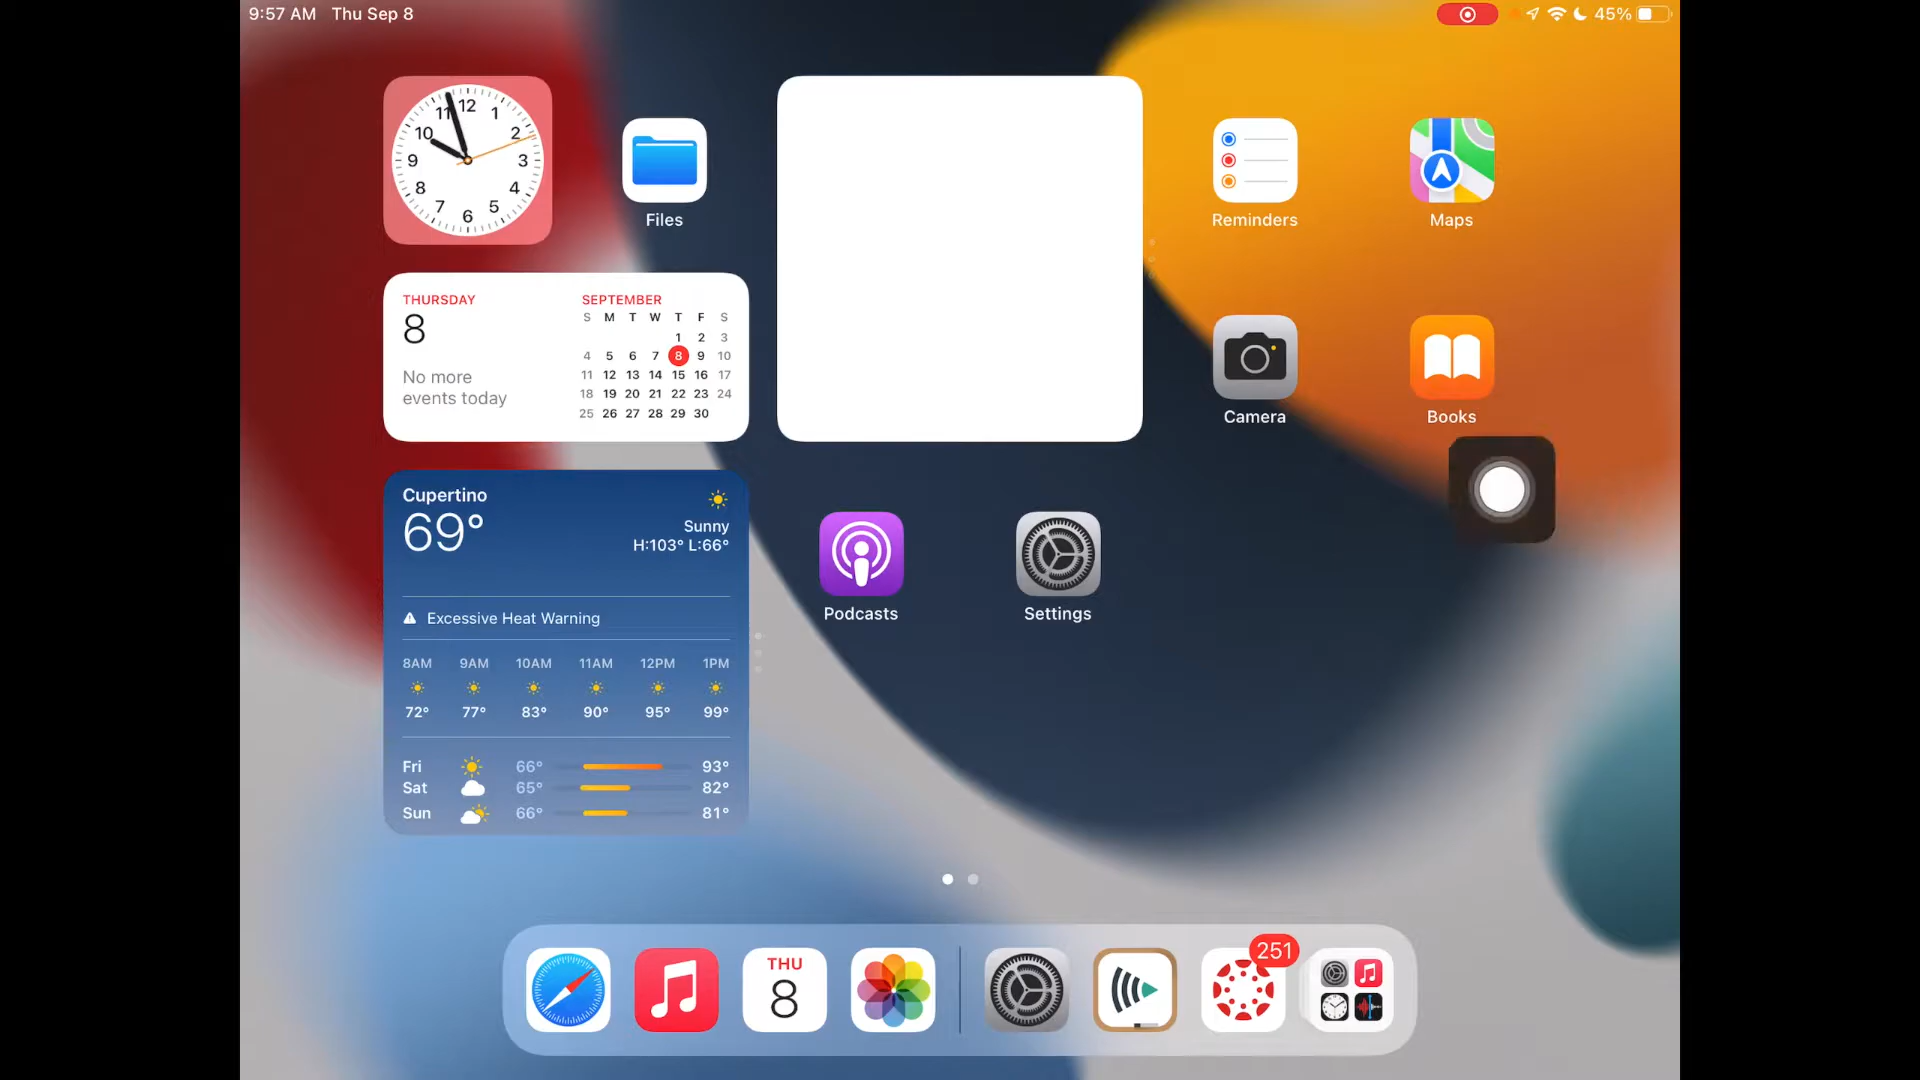 9:57 AM Thu Sep 8
45%
12
1
2
3
4
5
6
7
8
9
10
11
Files
Reminders
Maps
THURSDAY
8
No more
events today
SEPTEMBER
S M T W T F S
1 2 3
4 5 6 7 8 9 10
11 12 13 14 15 16 17
18 19 20 21 22 23 24
25 26 27 28 29 30
Camera
Books
Cupertino
69°
Sunny
H:103° L:66°
Excessive Heat Warning
8AM 9AM 10AM 11AM 12PM 1PM
72° 77° 83° 90° 95° 99°
Fri 66° 93°
Sat 65° 82°
Sun 66° 81°
Podcasts
Settings
THU
8
251